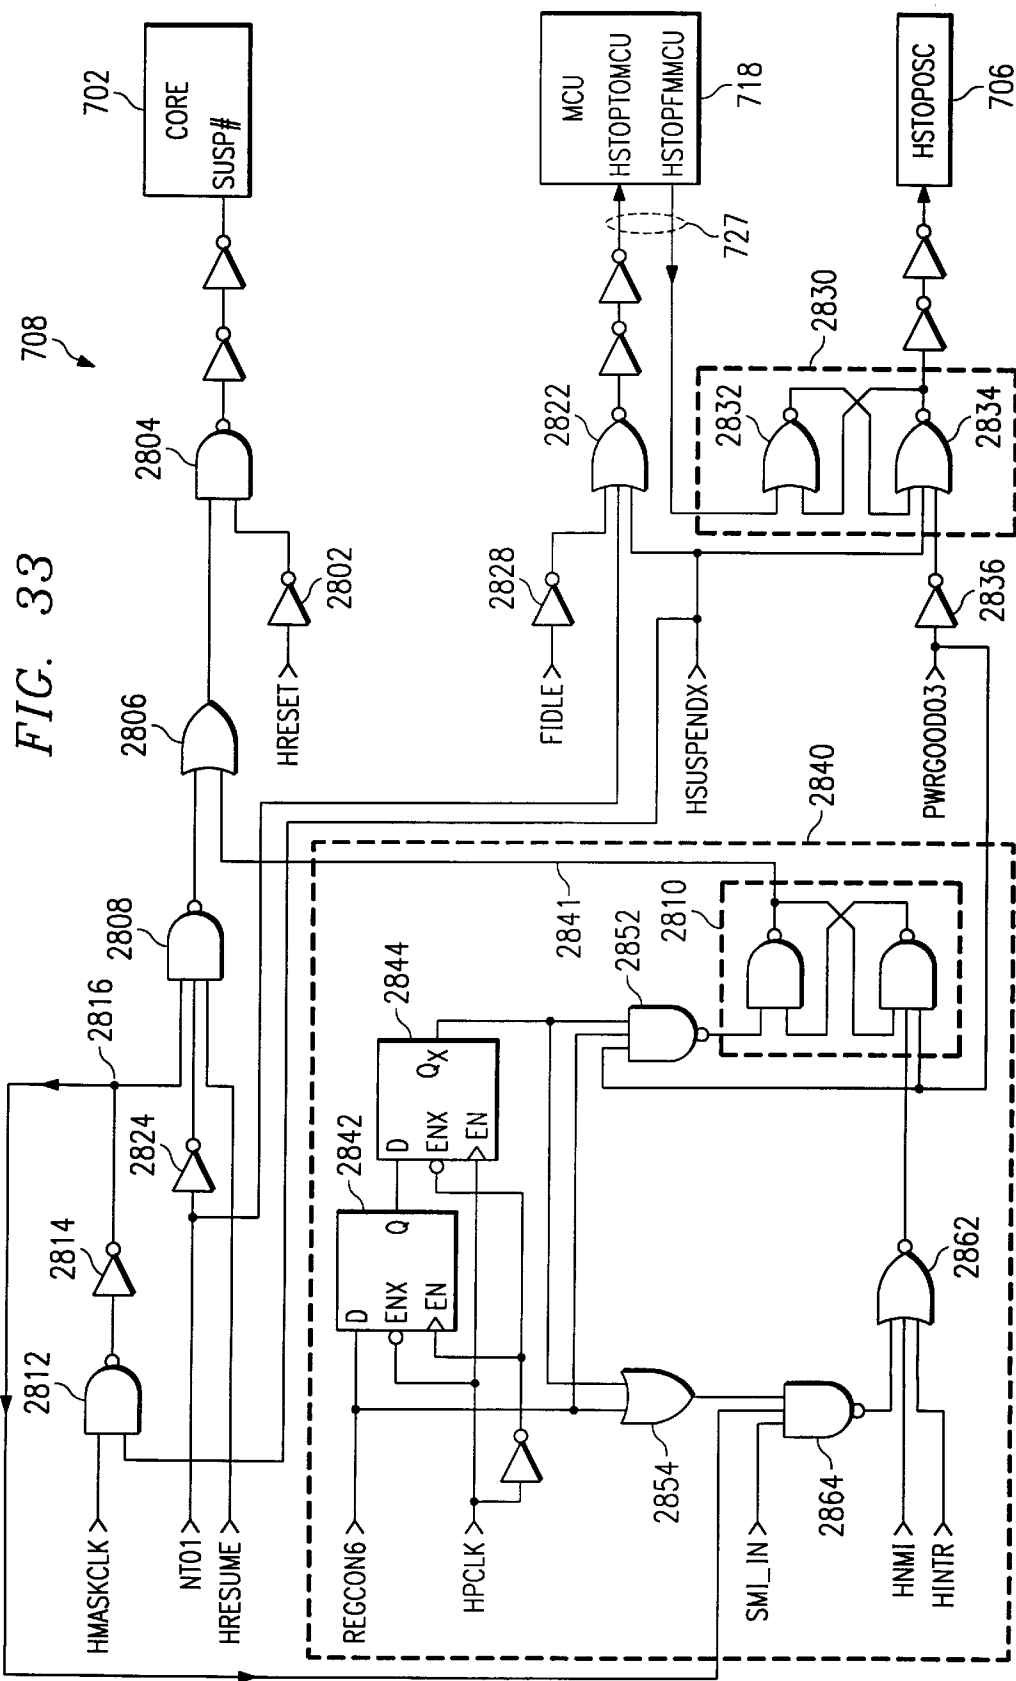 FIG. 33
708
702
CORE
SUSP#
2804
2802
HRESET
2806
2808
2816
2824
2814
2812
HMASKCLK
NT01
HRESUME
MCU
HSTOPTOMCU
HSTOPFMMCU
718
727
2822
2828
FIDLE
HSUSPENDX
HSTOPOSC
706
2830
2832
2834
2836
PWRGOOD03
2840
2841
2810
2852
2844
D
QX
ENX
EN
2842
D
Q
ENX
EN
REGCON6
HPCLK
2854
2864
2862
SMI_IN
HNMI
HINTR